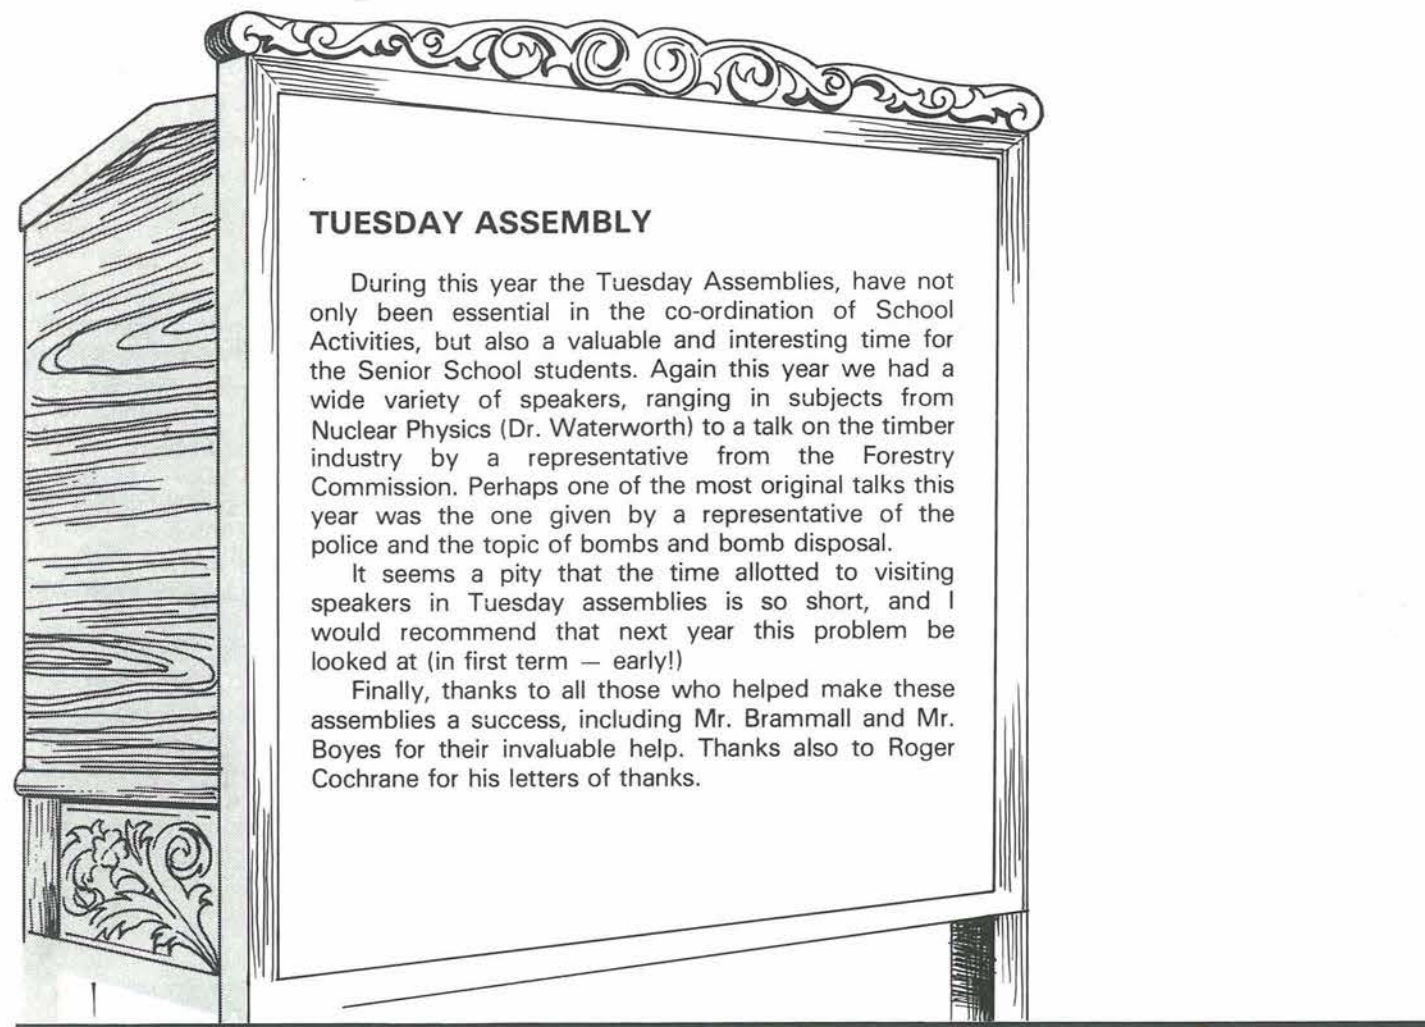 TUESDAY ASSEMBLY
During this year the Tuesday Assemblies, have not
only been essential in the co-ordination of School
Activities, but also a valuable and interesting time for
the Senior School students. Again this year we had a
wide variety of speakers, ranging in subjects from
Nuclear Physics (Dr. Waterworth) to a talk on the timber
industry by a representative from the Forestry
Commission. Perhaps one of the most original talks this
year was the one given by a representative of the
police and the topic of bombs and bomb disposal.
It seems a pity that the time allotted to visiting
speakers in Tuesday assemblies is so short, and I
would recommend that next year this problem be
looked at (in first term — early!)
Finally, thanks to all those who helped make these
assemblies a success, including Mr. Brammall and Mr.
Boyes for their invaluable help. Thanks also to Roger
Cochrane for his letters of thanks.